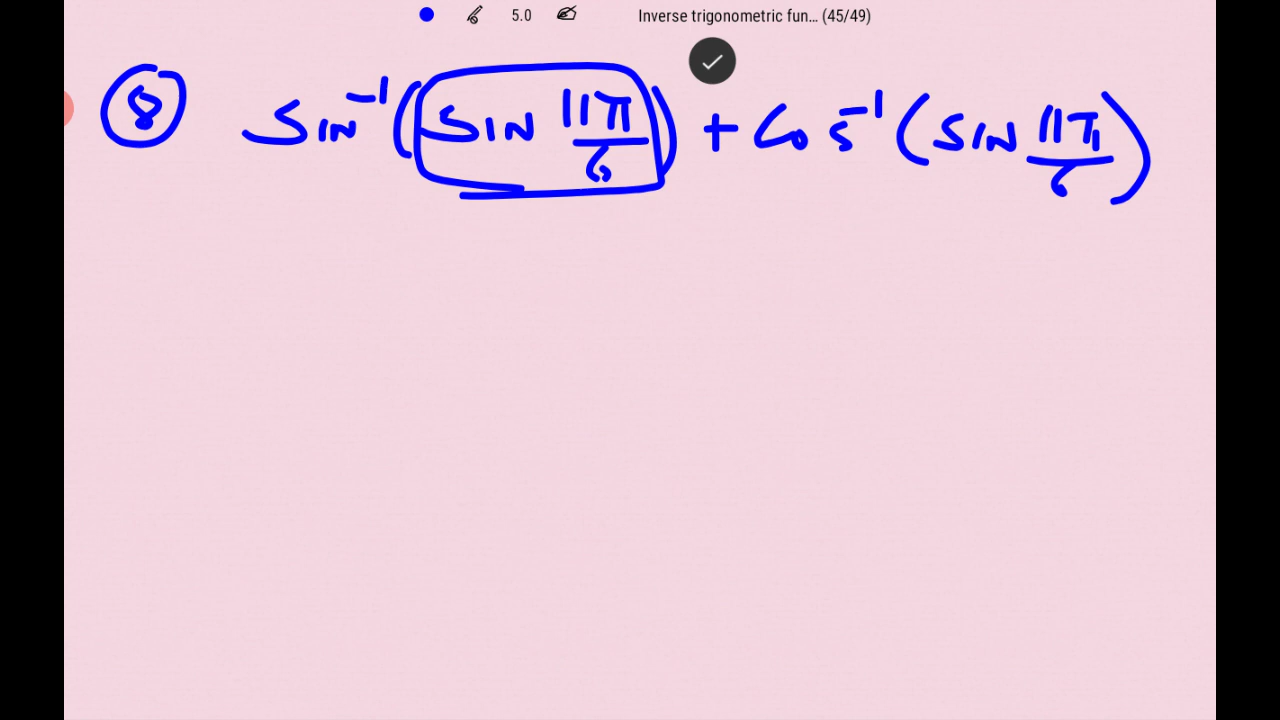 5.0 Inverse trigonometric fun... (45/49)
8 Sin⁻¹(Sin 11π/6) + Cos⁻¹(Sin 11π/6)